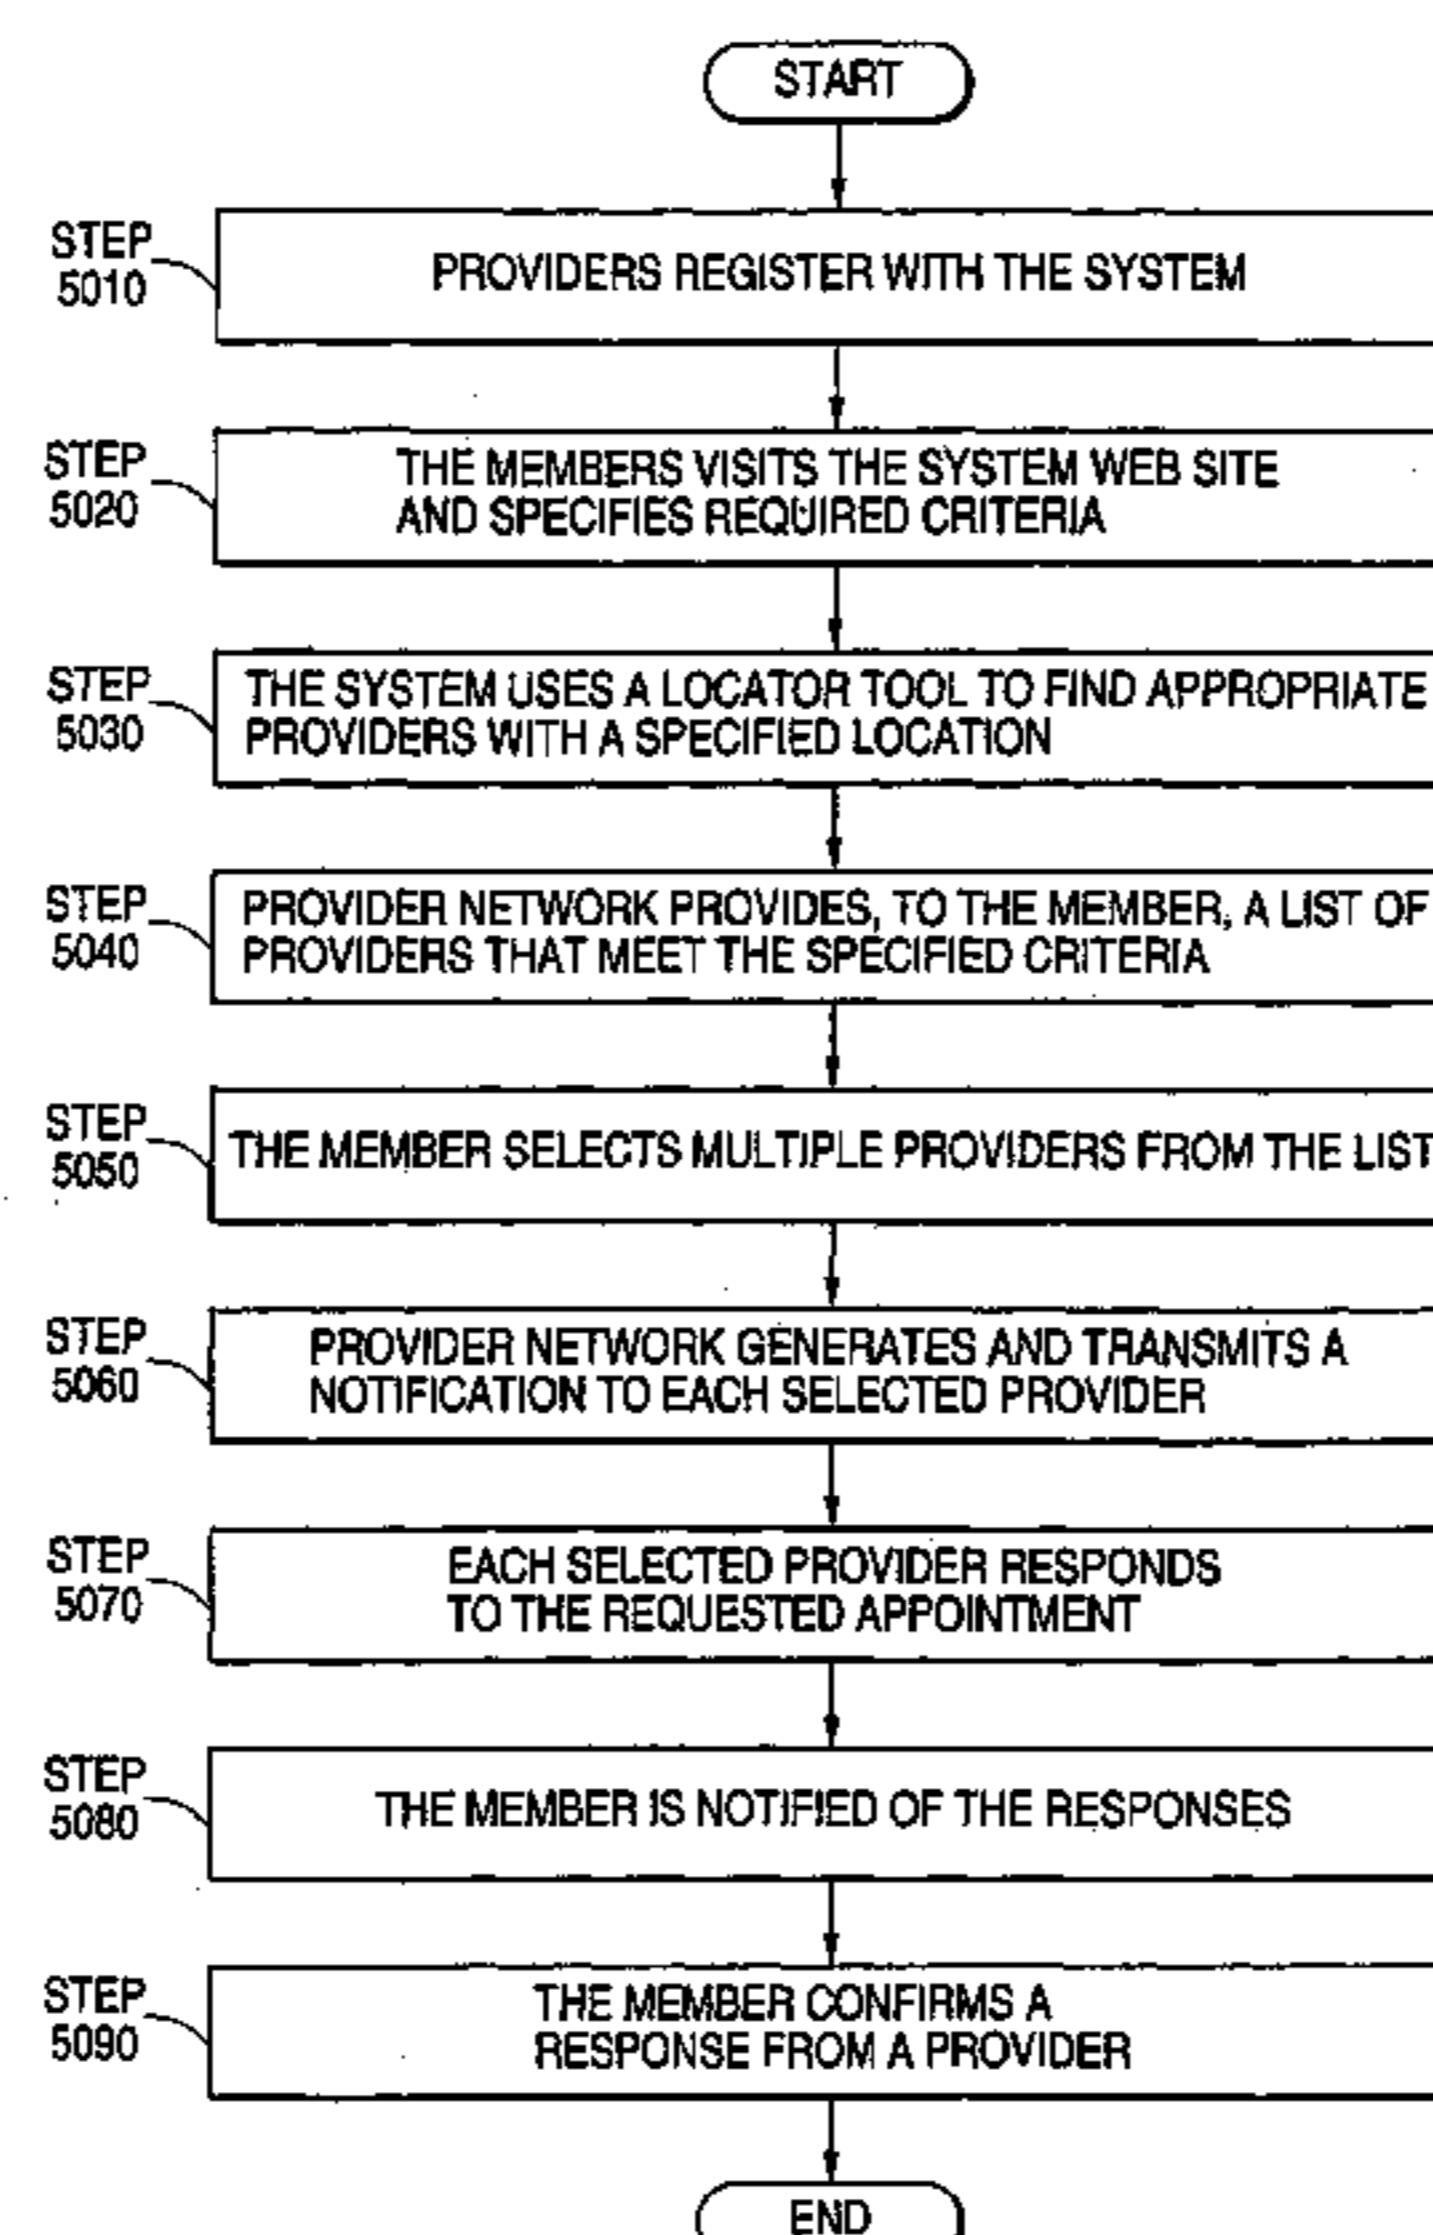 START
STEP
5010
PROVIDERS REGISTER WITH THE SYSTEM
STEP
5020
THE MEMBERS VISITS THE SYSTEM WEB SITE
AND SPECIFIES REQUIRED CRITERIA
STEP
5030
THE SYSTEM USES A LOCATOR TOOL TO FIND APPROPRIATE
PROVIDERS WITH A SPECIFIED LOCATION
STEP
5040
PROVIDER NETWORK PROVIDES, TO THE MEMBER, A LIST OF
PROVIDERS THAT MEET THE SPECIFIED CRITERIA
STEP
5050
THE MEMBER SELECTS MULTIPLE PROVIDERS FROM THE LIST
STEP
5060
PROVIDER NETWORK GENERATES AND TRANSMITS A
NOTIFICATION TO EACH SELECTED PROVIDER
STEP
5070
EACH SELECTED PROVIDER RESPONDS
TO THE REQUESTED APPOINTMENT
STEP
5080
THE MEMBER IS NOTIFIED OF THE RESPONSES
STEP
5090
THE MEMBER CONFIRMS A
RESPONSE FROM A PROVIDER
END